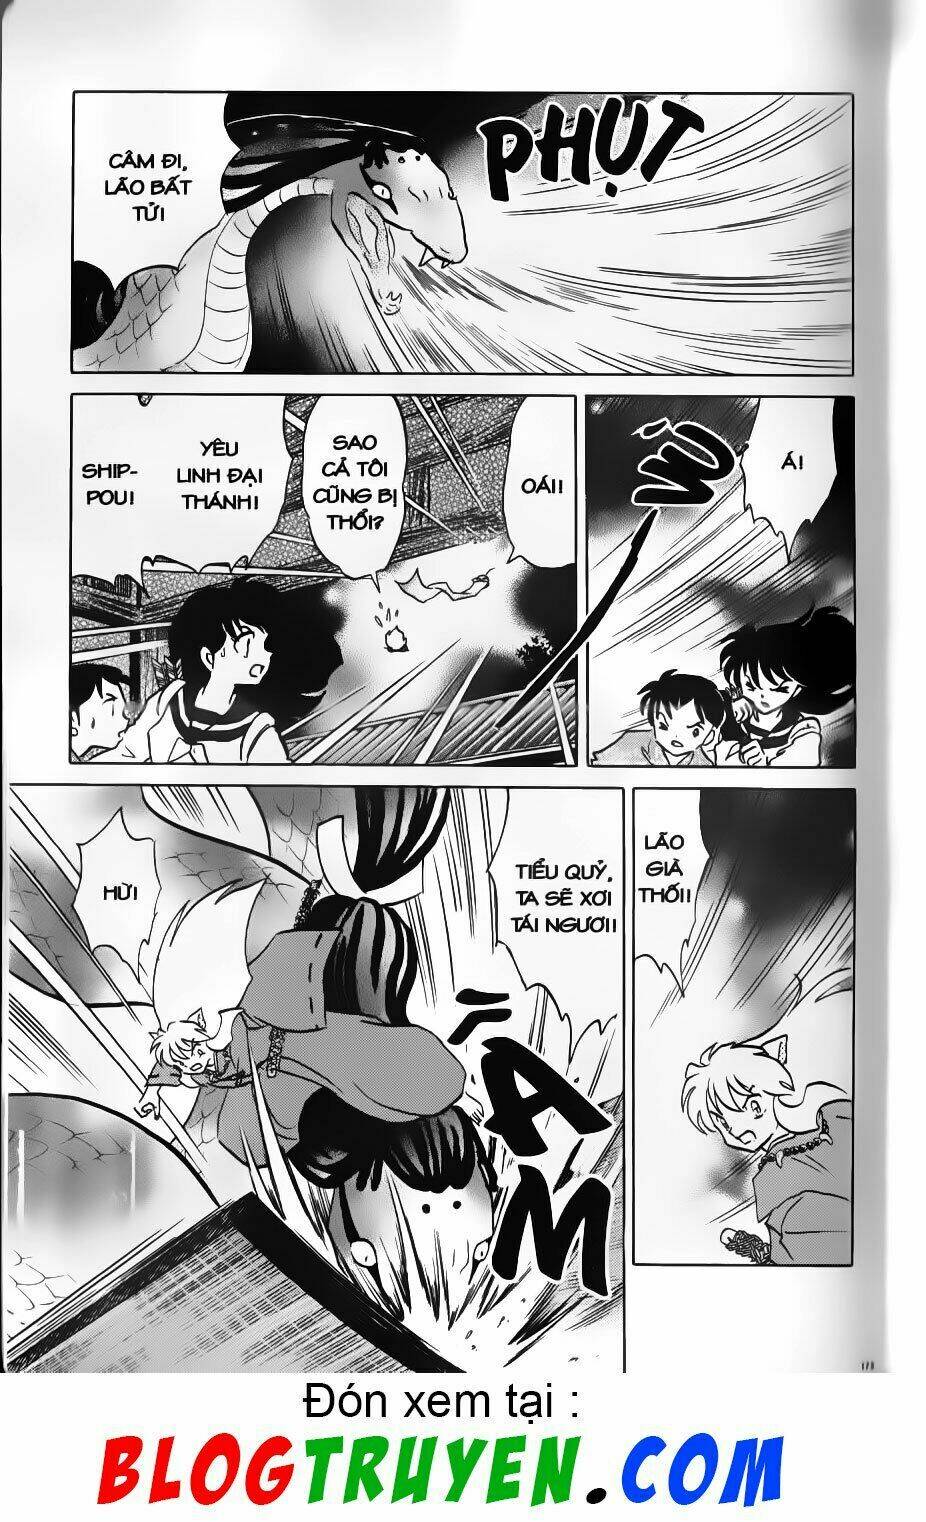 CÂM ĐI,
LÃO BẤT
TỬ!
PHỤT
Á!
VÙ
OÁI!
SAO
CẢ TÔI
CŨNG BỊ
THỔI?
YÊU
LINH ĐẠI
THÁNH!
SHIP-
POU!
LÃO
GIÀ
THỐI!
TIỂU QUỶ,
TA SẼ XƠI
TÁI NGƯƠI!
HỪ!
ẦM
173
Đón xem tại :
BLOGTRUYEN.COM